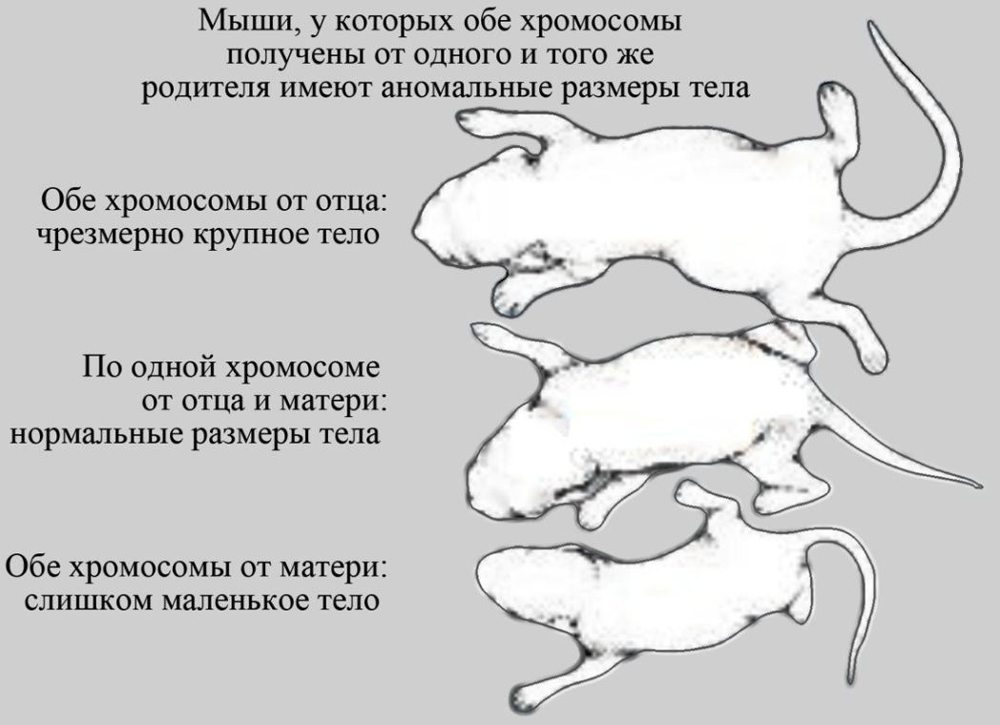 Мыши, у которых обе хромосомы
получены от одного и того же
родителя имеют аномальные размеры тела
Обе хромосомы от отца:
чрезмерно крупное тело
По одной хромосоме
от отца и матери:
нормальные размеры тела
Обе хромосомы от матери:
слишком маленькое тело